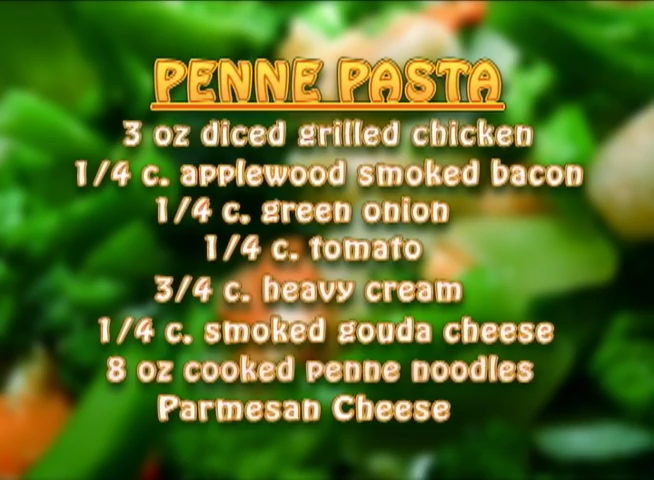 PENNE PASTA
3 oz diced grilled chicken
1/4 c. applewood smoked bacon
1/4 c. green onion
1/4 c. tomato
3/4 c. heavy cream
1/4 c. smoked gouda cheese
8 oz cooked penne noodles
Parmesan Cheese